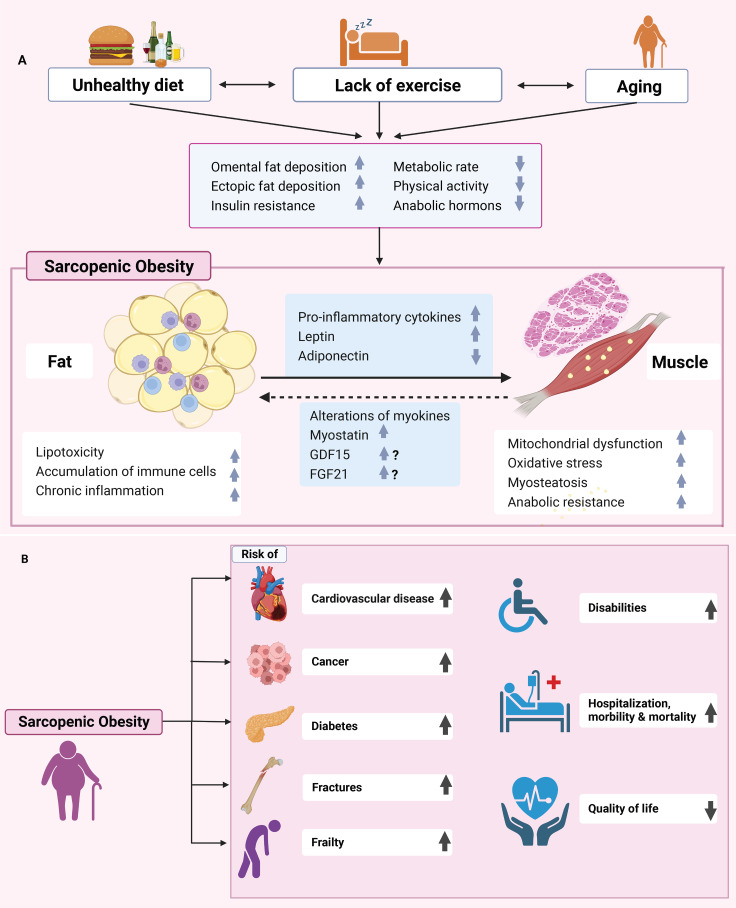 A
zzZ
Unhealthy diet
Lack of exercise
Aging
Omental fat deposition
Ectopic fat deposition
Insulin resistance
Metabolic rate
Physical activity
Anabolic hormons
Sarcopenic Obesity
Fat
Pro-inflammatory cytokines
Leptin
Adiponectin
Muscle
Alterations of myokines
Myostatin
GDF15 ?
FGF21 ?
Lipotoxicity
Accumulation of immune cells
Chronic inflammation
Mitochondrial dysfunction
Oxidative stress
Myosteatosis
Anabolic resistance
B
Risk of
Sarcopenic Obesity
Cardiovascular disease
Cancer
Diabetes
Fractures
Frailty
Disabilities
Hospitalization,
morbility & mortality
Quality of life